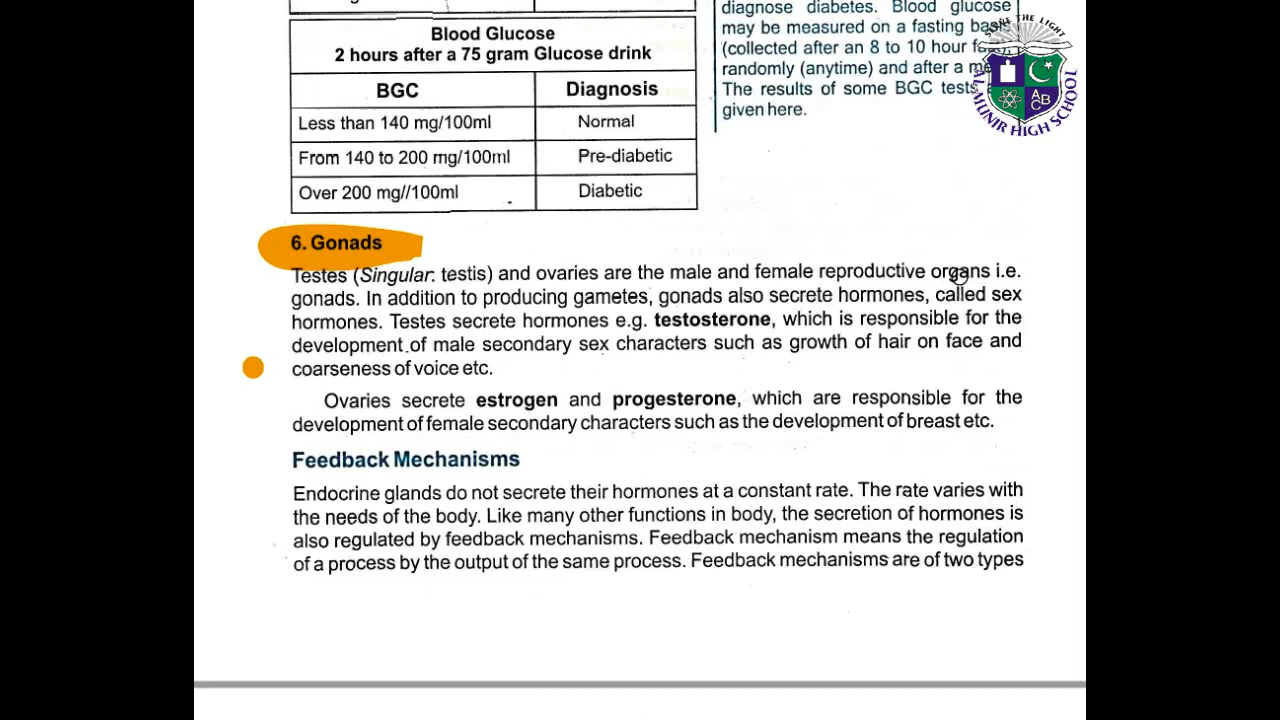 diagnose diabetes. Blood glucose
may be measured on a fasting
(collected after an 8 to 10 hour
randomly (anytime) and after a
The results of some BGC tests
given here.
SPREAD THE LIGHT
A B
C
AL MUNIR HIGH SCHOOL
Blood Glucose
2 hours after a 75 gram Glucose drink
BGC Diagnosis
Less than 140 mg/100ml Normal
From 140 to 200 mg/100ml Pre-diabetic
Over 200 mg//100ml Diabetic
6. Gonads
Testes (Singular: testis) and ovaries are the male and female reproductive organs i.e.
gonads. In addition to producing gametes, gonads also secrete hormones, called sex
hormones. Testes secrete hormones e.g. testosterone, which is responsible for the
development of male secondary sex characters such as growth of hair on face and
coarseness of voice etc.
Ovaries secrete estrogen and progesterone, which are responsible for the
development of female secondary characters such as the development of breast etc.
Feedback Mechanisms
Endocrine glands do not secrete their hormones at a constant rate. The rate varies with
the needs of the body. Like many other functions in body, the secretion of hormones is
also regulated by feedback mechanisms. Feedback mechanism means the regulation
of a process by the output of the same process. Feedback mechanisms are of two types